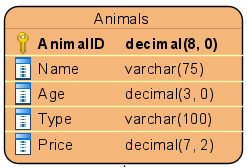 Animals
AnimalID decimal(8, 0)
Name varchar(75)
Age decimal(3, 0)
Type varchar(100)
Price decimal(7, 2)